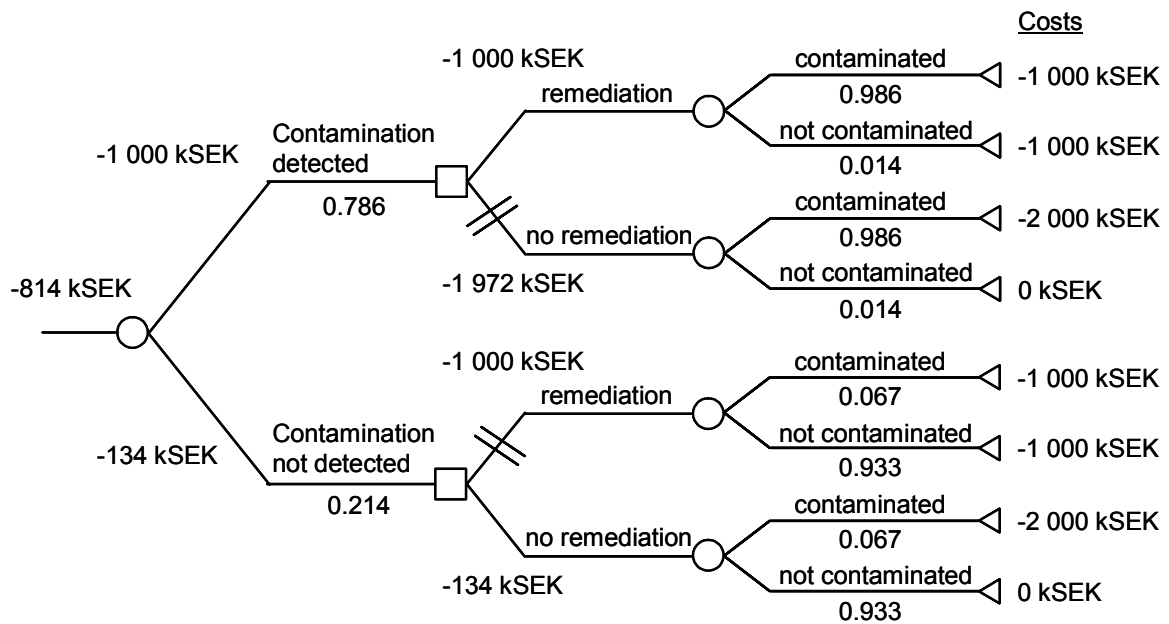 Costs
-1 000 kSEK
contaminated
-1 000 kSEK
remediation
0.986
Contamination
detected
not contaminated
-1 000 kSEK
-1 000 kSEK
0.014
0.786
contaminated
-2 000 kSEK
no remediation
0.986
not contaminated
-1 972 kSEK
0 kSEK
-814 kSEK
0.014
-1 000 kSEK
contaminated
-1 000 kSEK
remediation
0.067
Contamination
not detected
not contaminated
-1 000 kSEK
-134 kSEK
0.933
0.214
contaminated
-2 000 kSEK
no remediation
0.067
not contaminated
-134 kSEK
0 kSEK
0.933